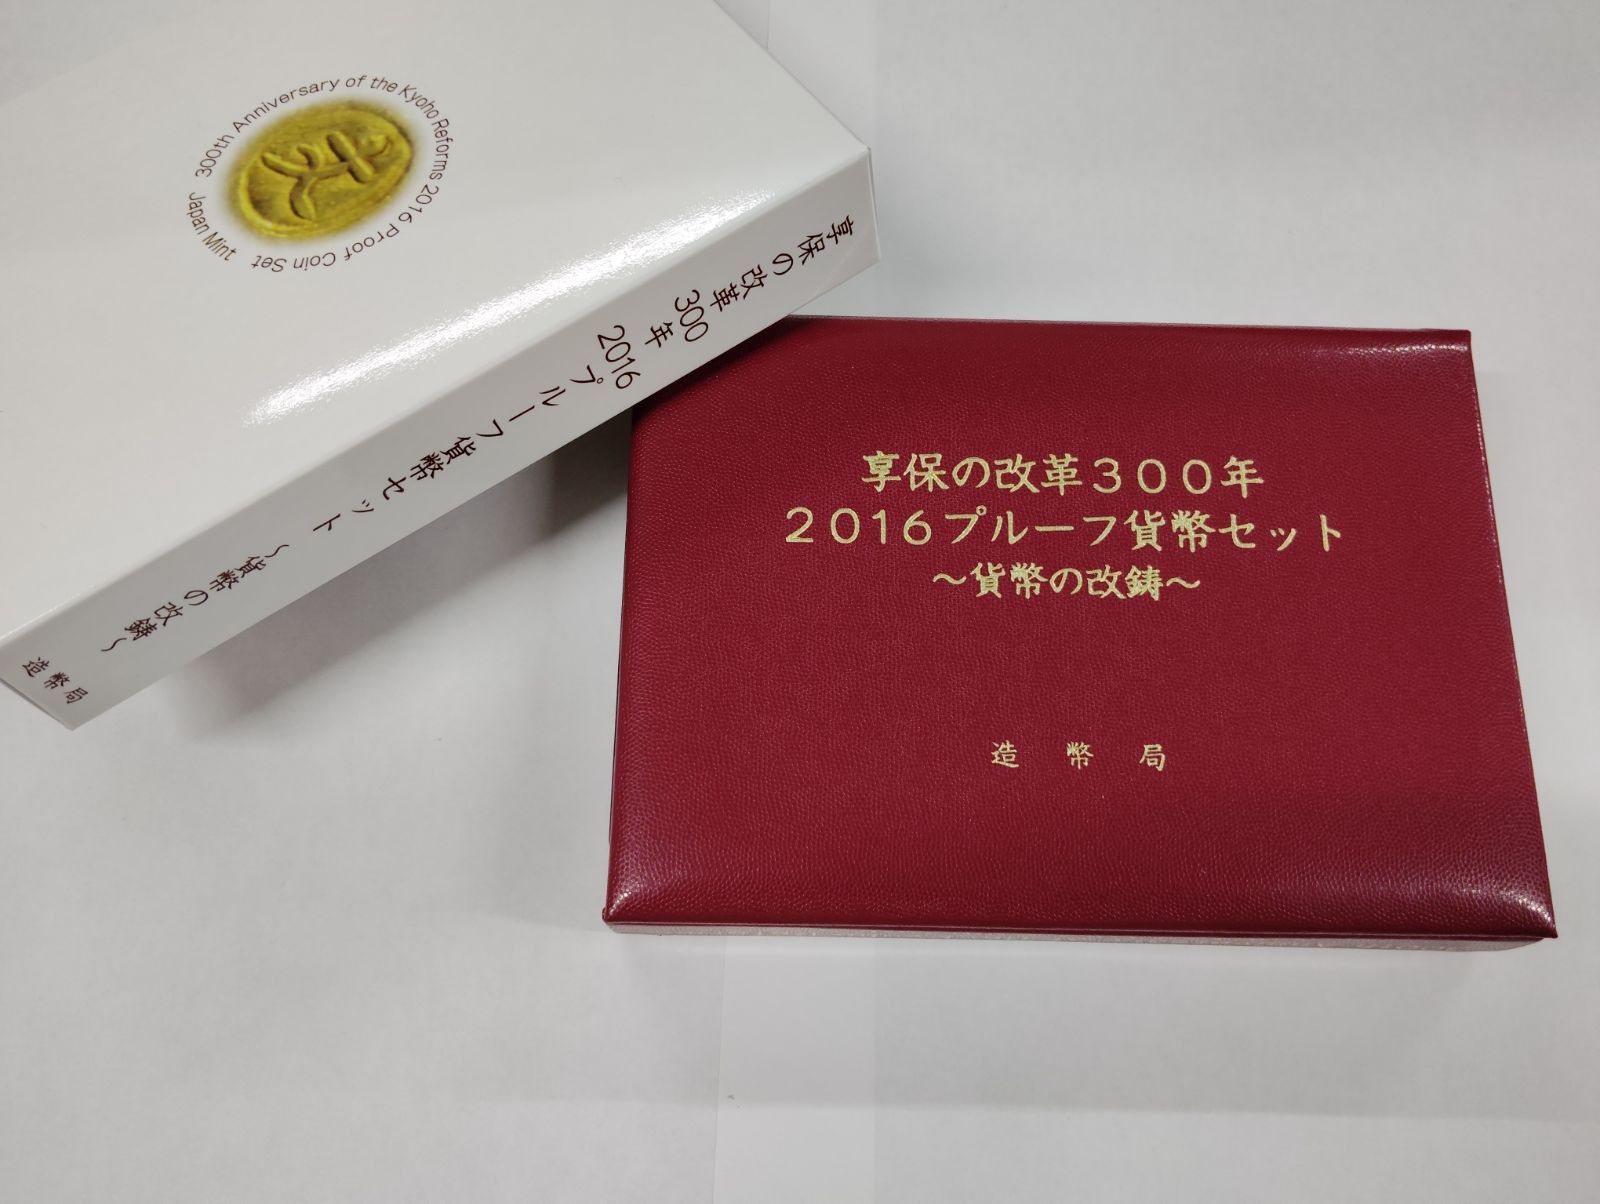 300th Anniversary of the Kyoho Reforms 2016 Proof Coin Set
Japan Mint
享保の改革
300年
2016プルーフ貨幣セット
～貨幣の改鋳～
造幣局
享保の改革300年
2016プルーフ貨幣セット
～貨幣の改鋳～
造幣局